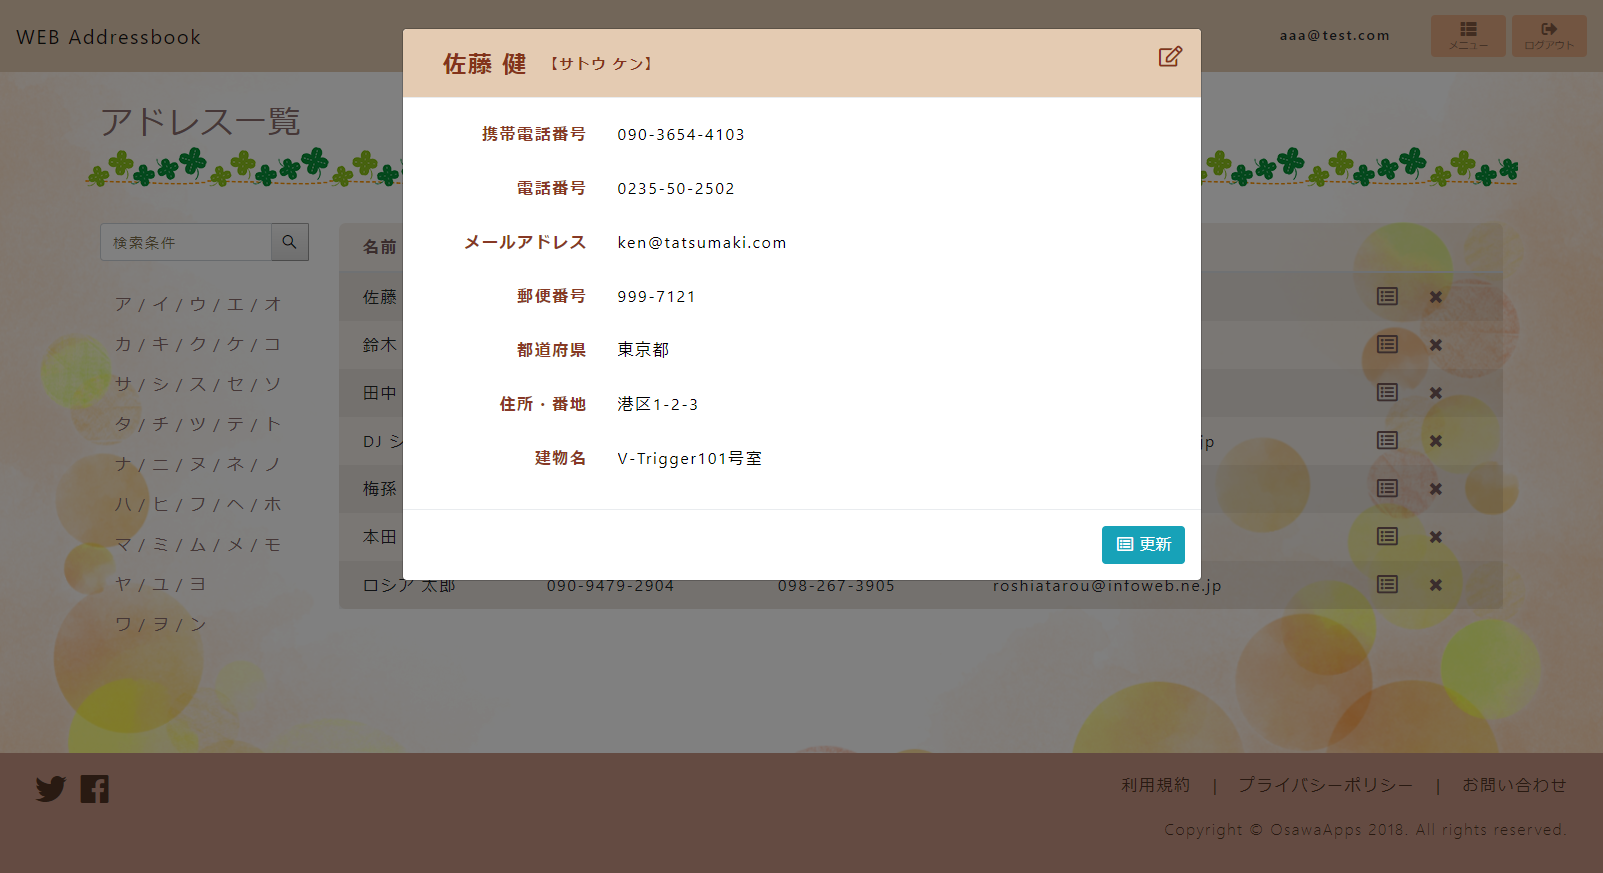 WEB Addressbook
aaa@test.com
メニュー
ログアウト
佐藤 健 【サトウ ケン】
携帯電話番号 090-3654-4103
電話番号 0235-50-2502
メールアドレス ken@tatsumaki.com
郵便番号 999-7121
都道府県 東京都
住所・番地 港区1-2-3
建物名 V-Trigger101号室
更新
アドレス一覧
検索条件
ア / イ / ウ / エ / オ
カ / キ / ク / ケ / コ
サ / シ / ス / セ / ソ
タ / チ / ツ / テ / ト
ナ / ニ / ヌ / ネ / ノ
ハ / ヒ / フ / ヘ / ホ
マ / ミ / ム / メ / モ
ヤ / ユ / ヨ
ワ / ヲ / ン
名前
佐藤
鈴木
田中
DJ シ jp
梅孫
本田
ロシア 太郎 090-9479-2904 098-267-3905 roshiatarou@infoweb.ne.jp
利用規約 | プライバシーポリシー | お問い合わせ
Copyright © OsawaApps 2018. All rights reserved.